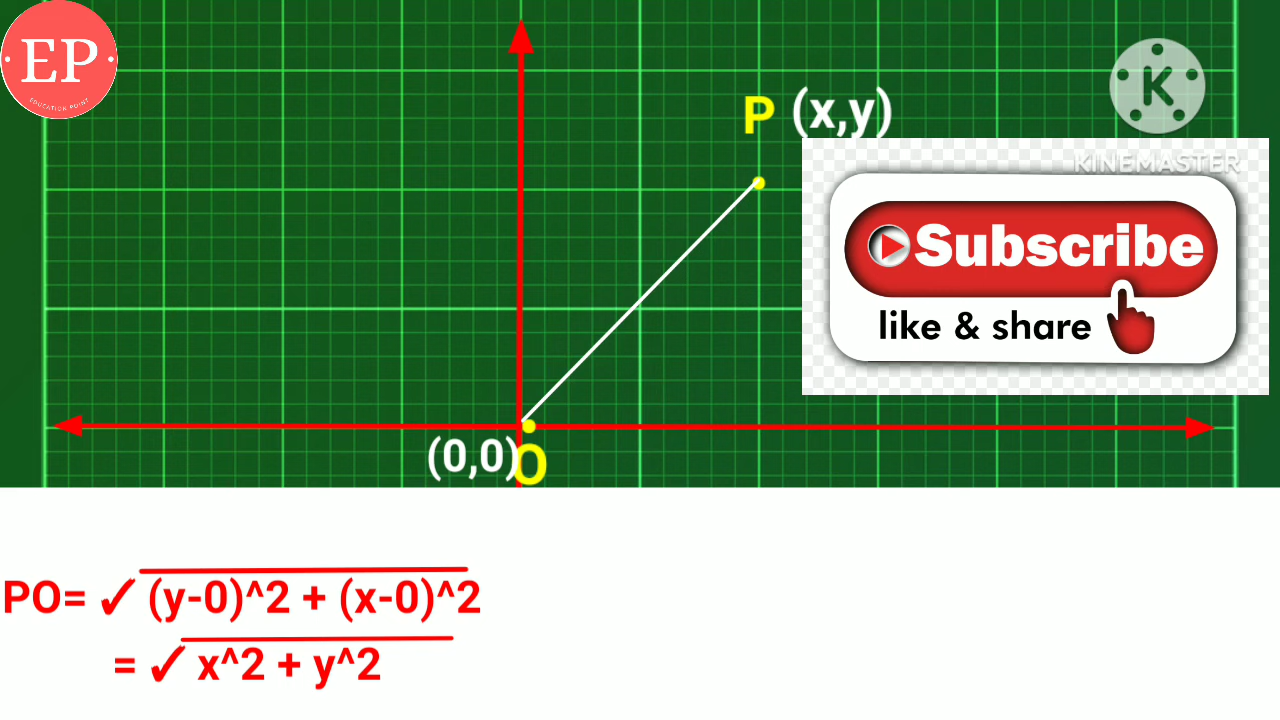 EP
EDUCATION POINT
K
KINEMASTER
P (x,y)
Subscribe
like & share
(0,0)
O
PO= ✓(y-0)^2 + (x-0)^2
= ✓x^2 + y^2